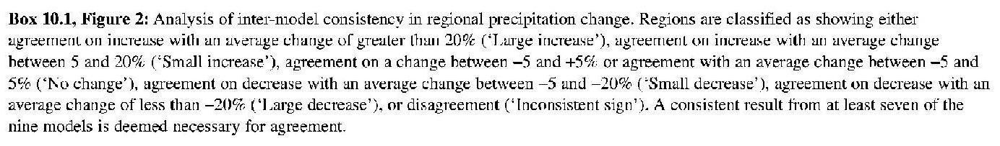 Box 10.1, Figure 2: Analysis of inter-model consistency in regional precipitation change. Regions are classified as showing either
agreement on increase with an average change of greater than 20% (‘Large increase’), agreement on increase with an average change
between 5 and 20% (‘Small increase’), agreement on a change between –5 and +5% or agreement with an average change between –5 and
5% (‘No change’), agreement on decrease with an average change between –5 and –20% (‘Small decrease’), agreement on decrease with an
average change of less than –20% (‘Large decrease’), or disagreement (‘Inconsistent sign’). A consistent result from at least seven of the
nine models is deemed necessary for agreement.